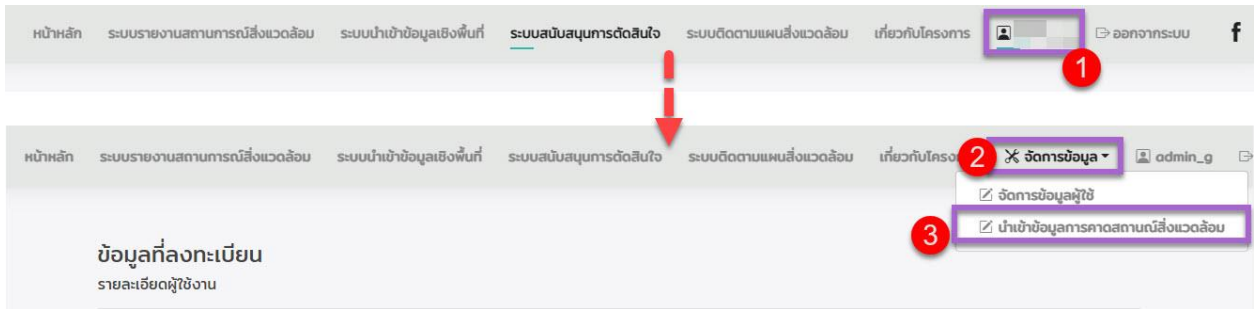 หน้าหลัก ระบบรายงานสถานการณ์สิ่งแวดล้อม ระบบนำเข้าข้อมูลเชิงพื้นที่ ระบบสนับสนุนการตัดสินใจ ระบบติดตามแผนสิ่งแวดล้อม เกี่ยวกับโครงการ ออกจากระบบ f
1
หน้าหลัก ระบบรายงานสถานการณ์สิ่งแวดล้อม ระบบนำเข้าข้อมูลเชิงพื้นที่ ระบบสนับสนุนการตัดสินใจ ระบบติดตามแผนสิ่งแวดล้อม เกี่ยวกับโครง 2 จัดการข้อมูล admin_g
จัดการข้อมูลผู้ใช้
3 นำเข้าข้อมูลการคาดสถานณ์สิ่งแวดล้อม
ข้อมูลที่ลงทะเบียน
รายละเอียดผู้ใช้งาน